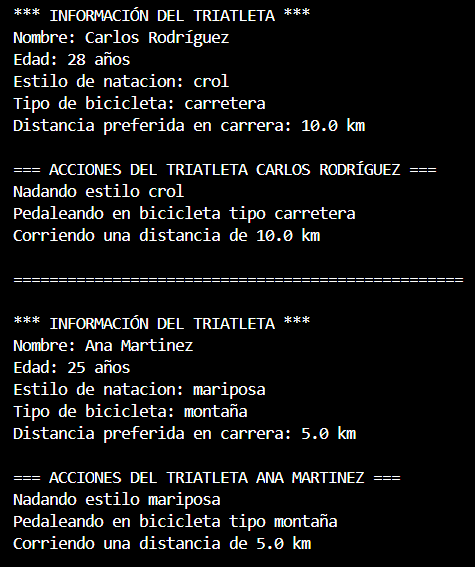 *** INFORMACIÓN DEL TRIATLETA ***
Nombre: Carlos Rodríguez
Edad: 28 años
Estilo de natacion: crol
Tipo de bicicleta: carretera
Distancia preferida en carrera: 10.0 km

=== ACCIONES DEL TRIATLETA CARLOS RODRÍGUEZ ===
Nadando estilo crol
Pedaleando en bicicleta tipo carretera
Corriendo una distancia de 10.0 km

==================================================

*** INFORMACIÓN DEL TRIATLETA ***
Nombre: Ana Martinez
Edad: 25 años
Estilo de natacion: mariposa
Tipo de bicicleta: montaña
Distancia preferida en carrera: 5.0 km

=== ACCIONES DEL TRIATLETA ANA MARTINEZ ===
Nadando estilo mariposa
Pedaleando en bicicleta tipo montaña
Corriendo una distancia de 5.0 km